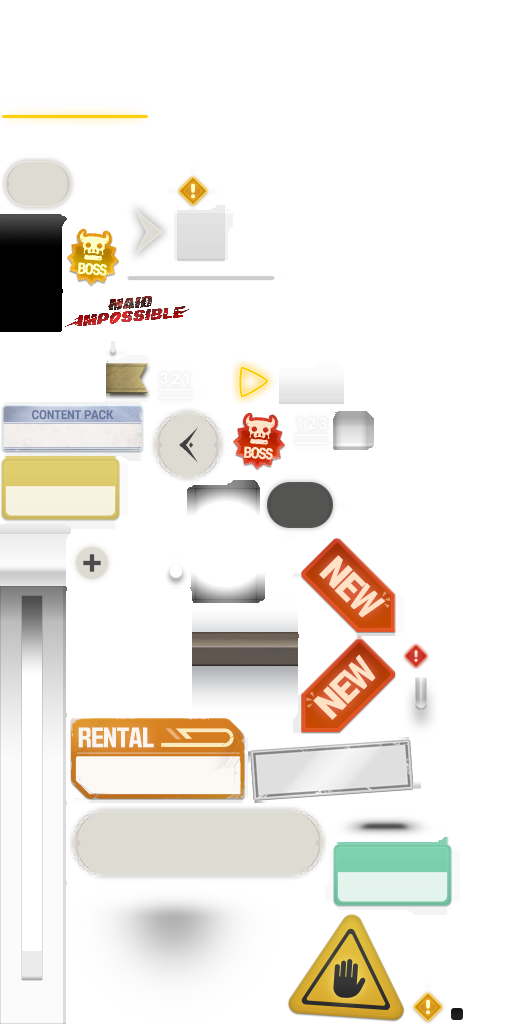 BOSS
MAID
IMPOSSIBLE
321
CONTENT PACK
BOSS
123
NEW
NEW
RENTAL